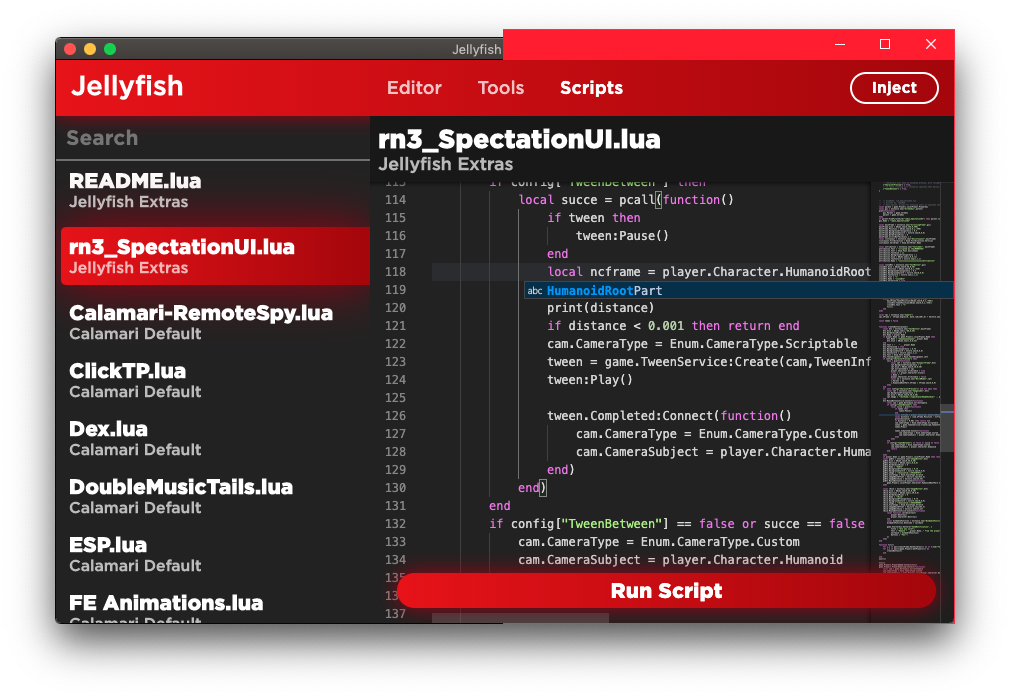 Jellyfish
Jellyfish
Editor
Tools
Scripts
Inject
Search
README.lua
Jellyfish Extras
rn3_SpectationUI.lua
Jellyfish Extras
Calamari-RemoteSpy.lua
Calamari Default
ClickTP.lua
Calamari Default
Dex.lua
Calamari Default
DoubleMusicTails.lua
Calamari Default
ESP.lua
Calamari Default
FE Animations.lua
Calamari Default
rn3_SpectationUI.lua
Jellyfish Extras
113 if config["TweenBetween"] then
114 local succe = pcall(function()
115 if tween then
116 tween:Pause()
117 end
118 local ncframe = player.Character.HumanoidRoot
119
abc HumanoidRootPart
120 print(distance)
121 if distance < 0.001 then return end
122 cam.CameraType = Enum.CameraType.Scriptable
123 tween = game.TweenService:Create(cam,TweenInf
124 tween:Play()
125
126 tween.Completed:Connect(function()
127 cam.CameraType = Enum.CameraType.Custom
128 cam.CameraSubject = player.Character.Huma
129 end)
130 end)
131 end
132 if config["TweenBetween"] == false or succe == false
133 cam.CameraType = Enum.CameraType.Custom
134 cam.CameraSubject = player.Character.Humanoid
135
Run Script
137